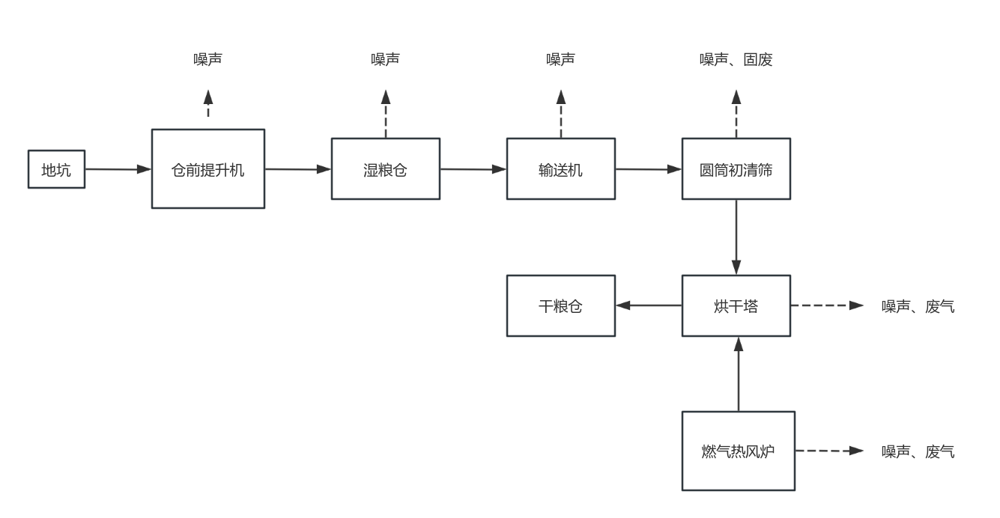 噪声
噪声
噪声
噪声、固废
地坑
仓前提升机
湿粮仓
输送机
圆筒初清筛
干粮仓
烘干塔
噪声、废气
燃气热风炉
噪声、废气